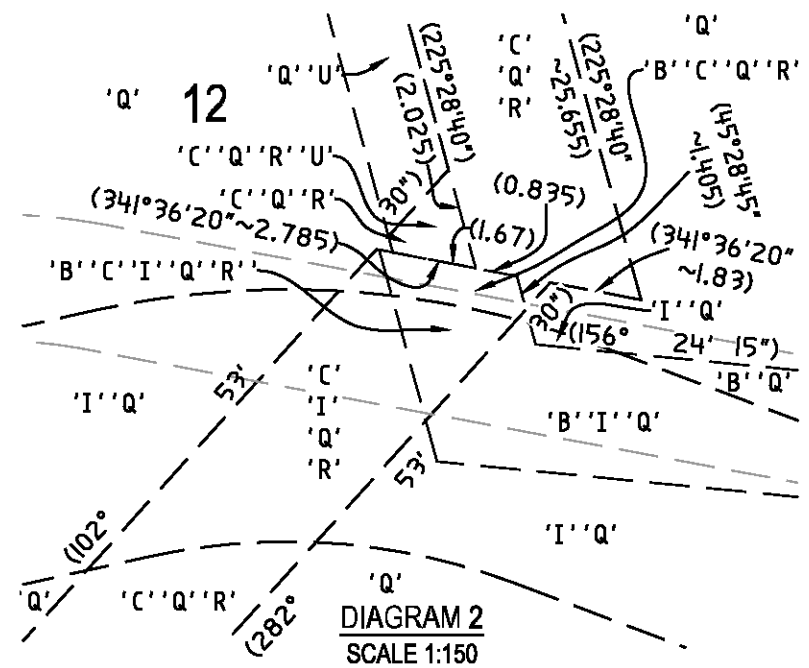 'Q'
'C'
'Q'
'R'
'Q''U'
(225°28'40"
(2.025)
(225°28'40"
~25.655)
'B''C''Q''R'
'Q' 12
(45°28'45"
~1.405)
'C''Q''R''U'
'C''Q''R'
30")
(0.835)
(341°36'20"~2.785)
(1.67)
(341°36'20"
~1.83)
'B''C''I''Q''R''
30")
'I''Q'
(156° 24' 15")
'B''Q'
53'
'I''Q'
'C'
'I'
'Q'
'R'
'B''I''Q'
53'
(102°
'I''Q'
'Q'
'C''Q''R'
'Q'
(282°
DIAGRAM 2
SCALE 1:150